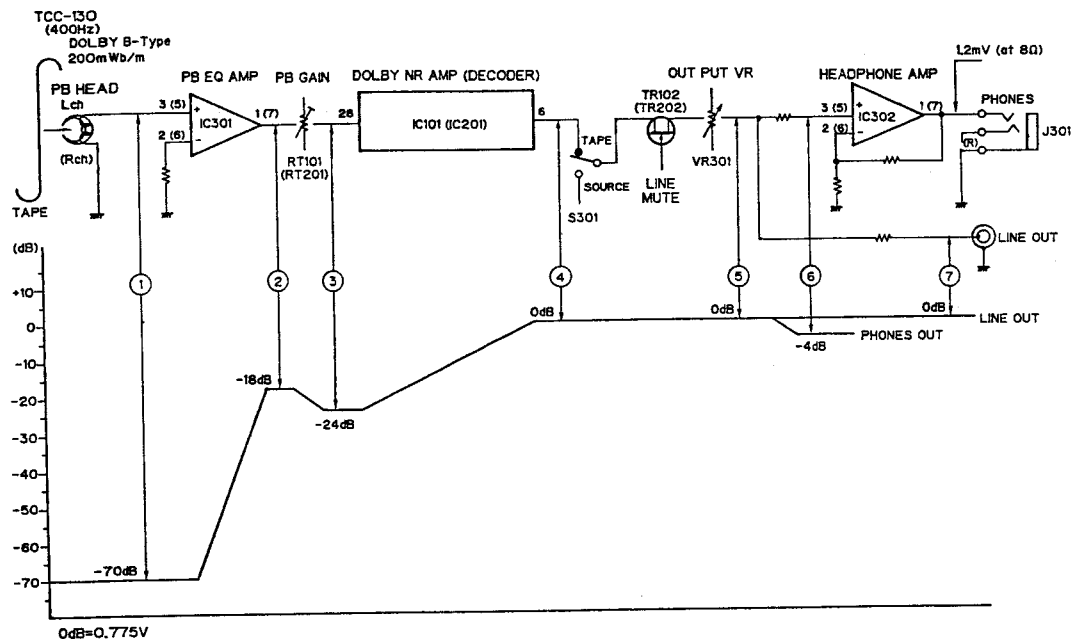 TCC-130
(400Hz)
DOLBY B-Type
200mWb/m
PB HEAD
Lch
(Rch)
TAPE
PB EQ AMP
3 (5)
+
2 (6)
−
IC301
1 (7)
PB GAIN
RT101
(RT201)
26
DOLBY NR AMP (DECODER)
IC101 (IC201)
6
TAPE
SOURCE
S301
TR102
(TR202)
LINE
MUTE
OUT PUT VR
VR301
HEADPHONE AMP
3 (5)
+
2 (6)
−
IC302
1 (7)
1.2mV (at 8Ω)
PHONES
(R)
J301
LINE OUT
(dB)
+10
0
-10
-20
-30
-40
-50
-60
-70
1
2
3
4
5
6
7
-70dB
-18dB
-24dB
0dB
0dB
-4dB
0dB
LINE OUT
PHONES OUT
0dB=0.775V